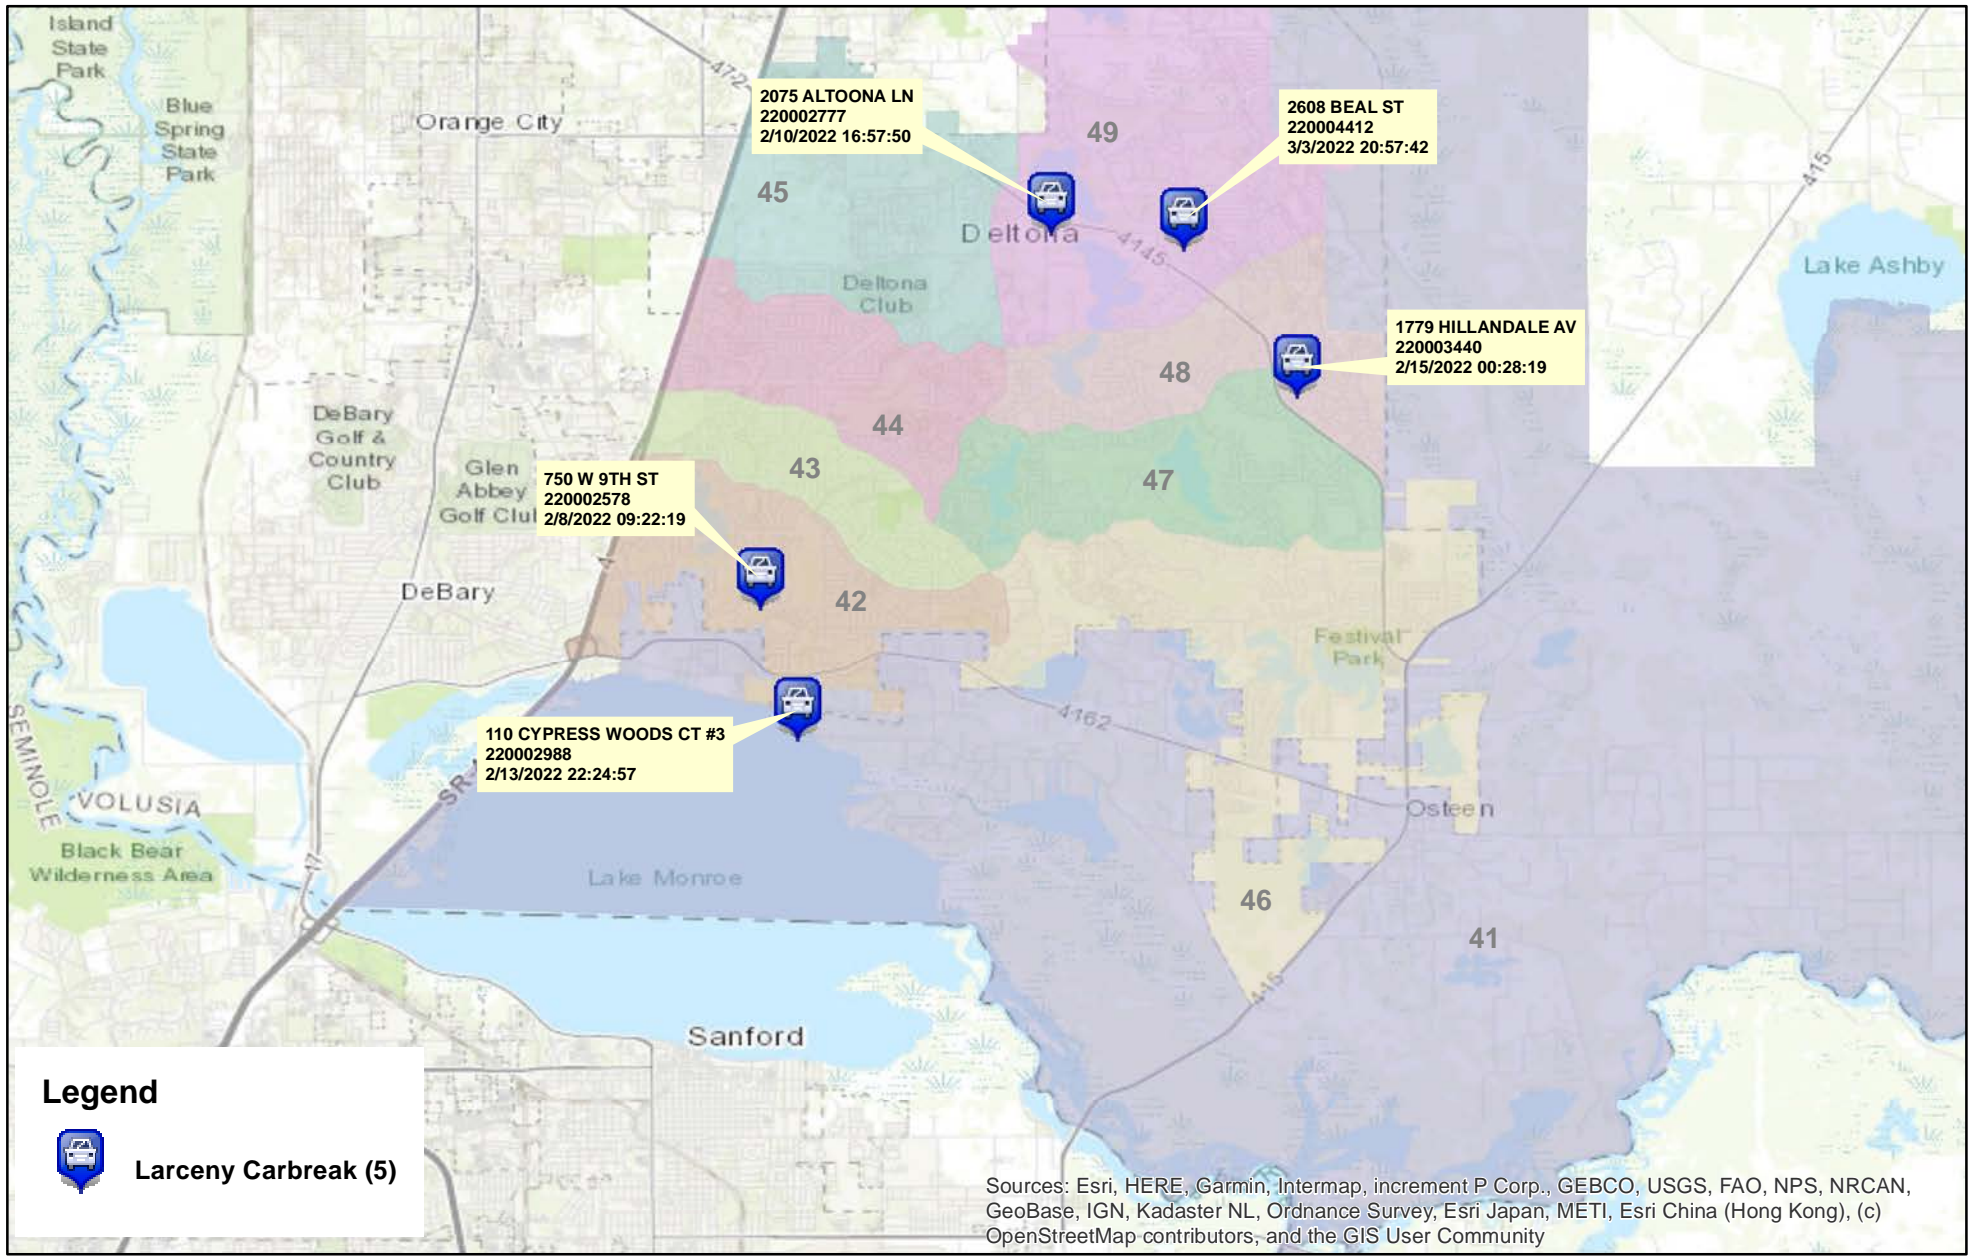 Island
State
Park
Blue
Spring
State
Park
Orange City
472
2075 ALTOONA LN
220002777
2/10/2022 16:57:50
49
2608 BEAL ST
220004412
3/3/2022 20:57:42
415
45
Deltona
4145
Lake Ashby
Deltona
Club
1779 HILLANDALE AV
220003440
2/15/2022 00:28:19
48
DeBary
Golf &
Country
Club
44
Glen
Abbey
Golf Clu
43
47
750 W 9TH ST
220002578
2/8/2022 09:22:19
4
DeBary
42
Festival
Park
SEMINOLE
VOLUSIA
SR-
110 CYPRESS WOODS CT #3
220002988
2/13/2022 22:24:57
4162
Osteen
Black Bear
Wilderness Area
17
Lake Monroe
46
41
415
Sanford
Legend
Larceny Carbreak (5)
Sources: Esri, HERE, Garmin, Intermap, increment P Corp., GEBCO, USGS, FAO, NPS, NRCAN,
GeoBase, IGN, Kadaster NL, Ordnance Survey, Esri Japan, METI, Esri China (Hong Kong), (c)
OpenStreetMap contributors, and the GIS User Community